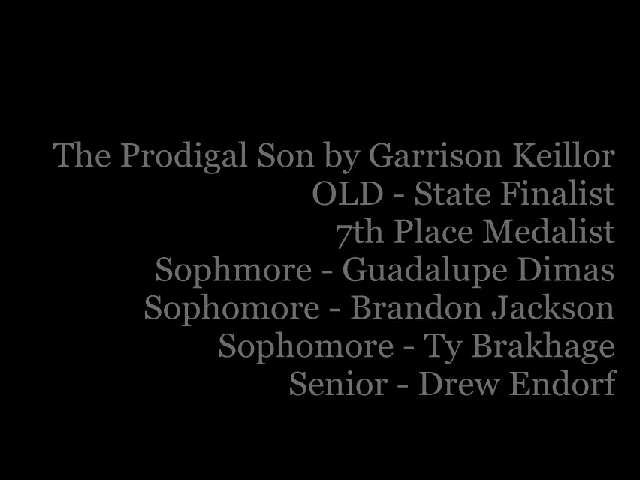 The Prodigal Son by Garrison Keillor
OLD - State Finalist
7th Place Medalist
Sophmore - Guadalupe Dimas
Sophomore - Brandon Jackson
Sophomore - Ty Brakhage
Senior - Drew Endorf